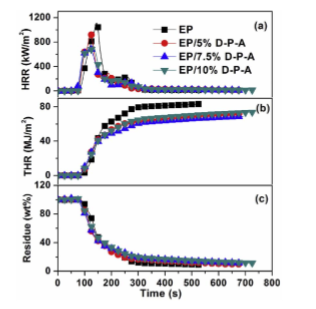 1200
800
400
0
HRR (kW/m²)
(a)
EP
EP/5% D-P-A
EP/7.5% D-P-A
EP/10% D-P-A
80
40
0
THR (MJ/m²)
(b)
120
80
40
0
Residue (wt%)
(c)
0 100 200 300 400 500 600 700 800
Time (s)